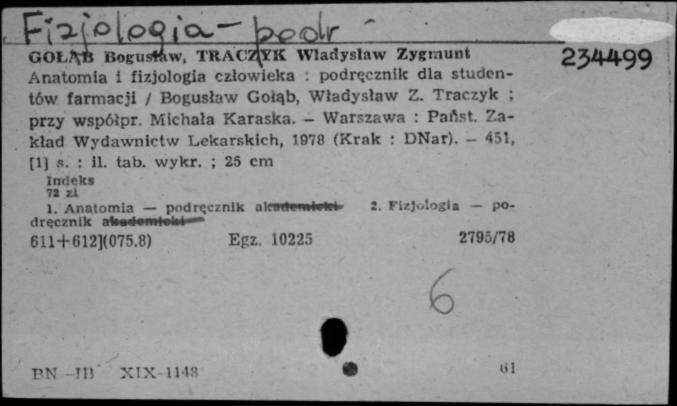 Fizjologia - podr
GOŁĄB Bogusław, TRACZYK Władysław Zygmunt
234499
Anatomia i fizjologia człowieka : podręcznik dla studen-
tów farmacji / Bogusław Gołąb, Władysław Z. Traczyk ;
przy współpr. Michała Karaska. — Warszawa : Państ. Za-
kład Wydawnictw Lekarskich, 1978 (Krak : DNar). — 451,
[1] s. : il. tab. wykr. ; 25 cm
Indeks
72 zł
1. Anatomia — podręcznik akademicki 2. Fizjologia — po-
dręcznik akademicki
611+612](075.8) Egz. 10225 2795/78
6
BN-IB XIX-1148 61